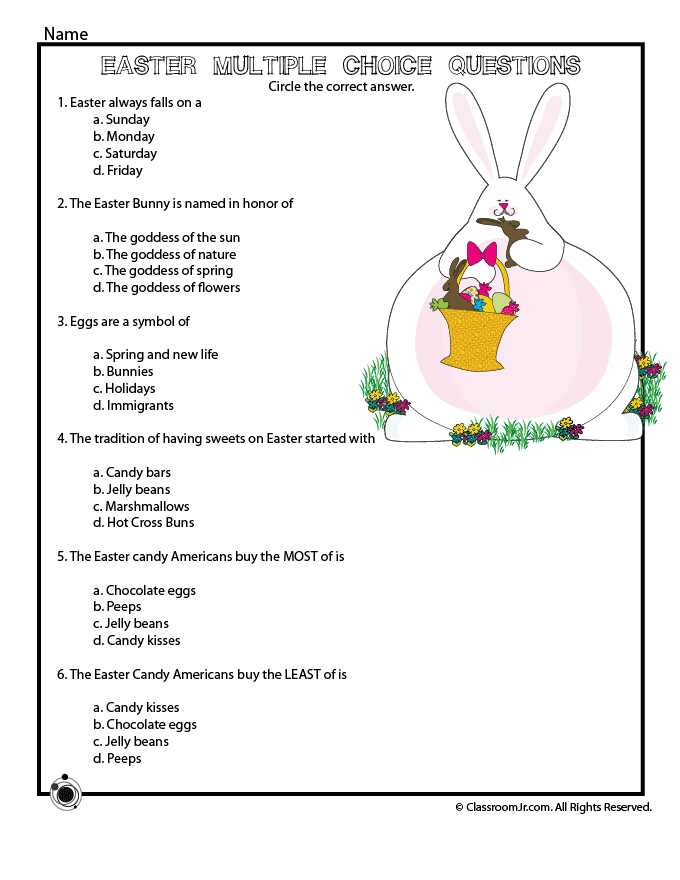 Name
EASTER MULTIPLE CHOICE QUESTIONS
Circle the correct answer.
1. Easter always falls on a
a. Sunday
b. Monday
c. Saturday
d. Friday
2. The Easter Bunny is named in honor of
a. The goddess of the sun
b. The goddess of nature
c. The goddess of spring
d. The goddess of flowers
3. Eggs are a symbol of
a. Spring and new life
b. Bunnies
c. Holidays
d. Immigrants
4. The tradition of having sweets on Easter started with
a. Candy bars
b. Jelly beans
c. Marshmallows
d. Hot Cross Buns
5. The Easter candy Americans buy the MOST of is
a. Chocolate eggs
b. Peeps
c. Jelly beans
d. Candy kisses
6. The Easter Candy Americans buy the LEAST of is
a. Candy kisses
b. Chocolate eggs
c. Jelly beans
d. Peeps
© ClassroomJr.com. All Rights Reserved.